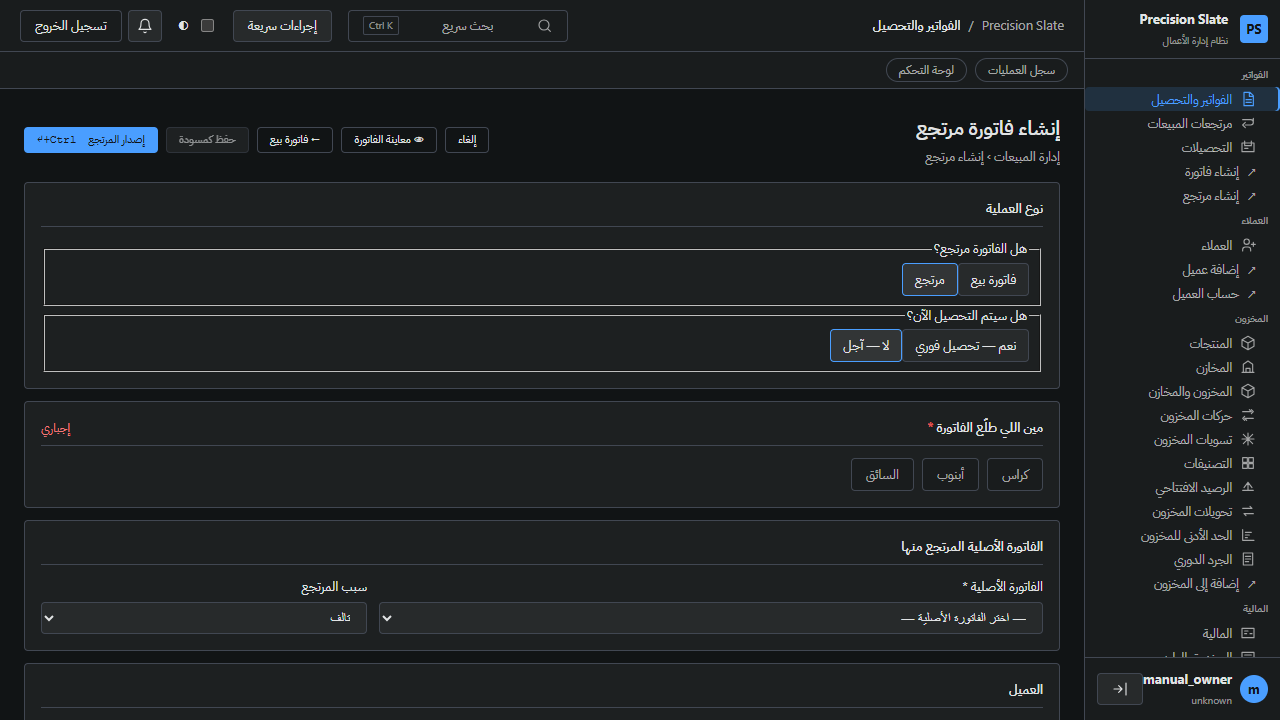 PS
Precision Slate
نظام إدارة الأعمال
الفواتير
الفواتير والتحصيل
مرتجعات المبيعات
التحصيلات
إنشاء فاتورة
إنشاء مرتجع
العملاء
العملاء
إضافة عميل
حساب العميل
المخزون
المنتجات
المخازن
المخزون والمخازن
حركات المخزون
تسويات المخزون
التصنيفات
الرصيد الافتتاحي
تحويلات المخزون
الحد الأدنى للمخزون
الجرد الدوري
إضافة إلى المخزون
المالية
المالية
m
manual_owner
unknown
Precision Slate / الفواتير والتحصيل
بحث سريع Ctrl K
إجراءات سريعة
تسجيل الخروج
سجل العمليات
لوحة التحكم
إنشاء فاتورة مرتجع
إدارة المبيعات › إنشاء مرتجع
إلغاء
👁 معاينة الفاتورة
← فاتورة بيع
حفظ كمسودة
إصدار المرتجع Ctrl+↵
نوع العملية
هل الفاتورة مرتجع؟
فاتورة بيع
مرتجع
هل سيتم التحصيل الآن؟
نعم — تحصيل فوري
لا — آجل
مين اللي طلّع الفاتورة *
إجباري
كراس
أبنوب
السائق
الفاتورة الأصلية المرتجع منها
الفاتورة الأصلية *
— اختر الفاتورة الأصلية —
سبب المرتجع
تالف
العميل